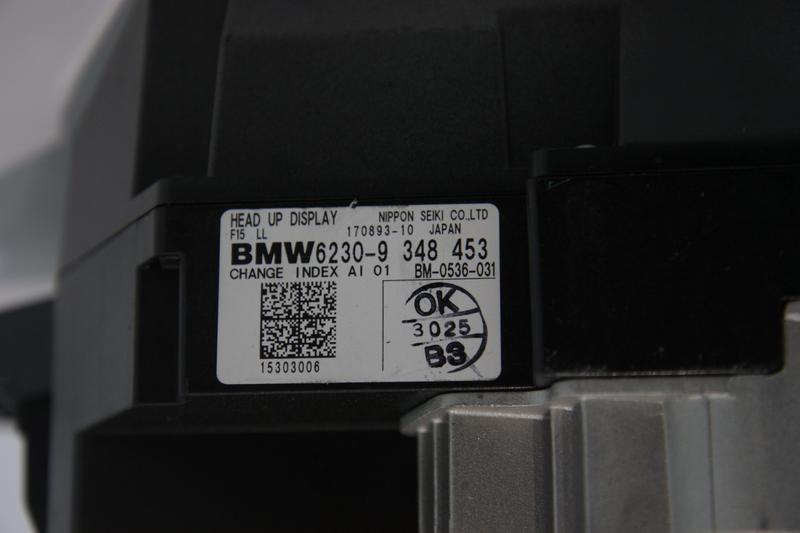 HEAD UP DISPLAY NIPPON SEIKI CO.,LTD
F15 LL 170893-10 JAPAN
BMW6230-9 348 453
CHANGE INDEX AI 01 BM-0536-031
OK
3025
B3
15303006